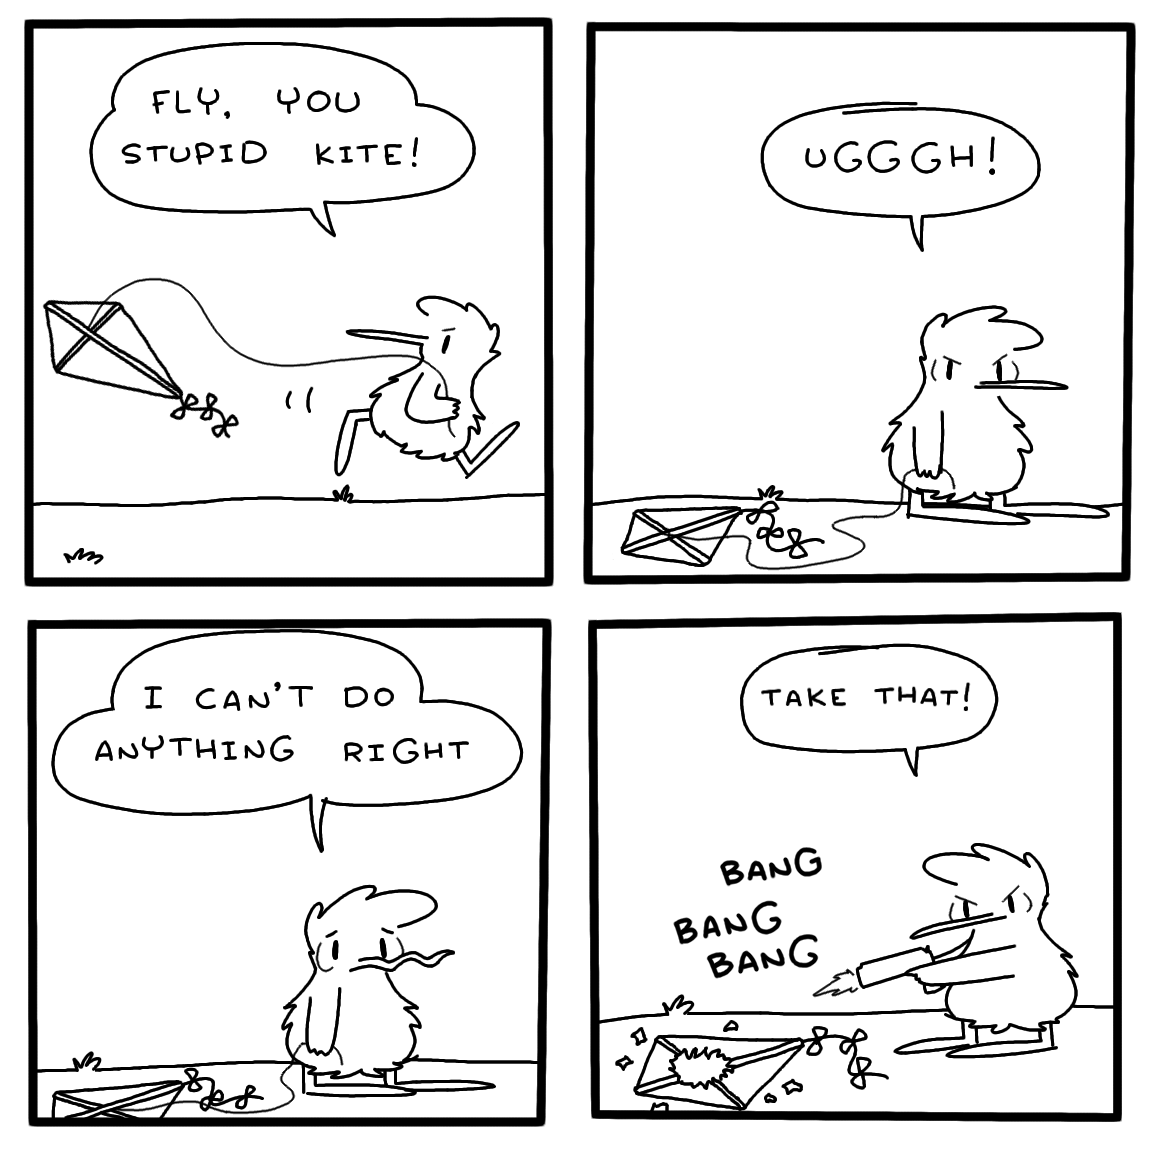 FLY, YOU
STUPID KITE!
UGGGH!
I CAN'T DO
ANYTHING RIGHT
TAKE THAT!
BANG
BANG
BANG